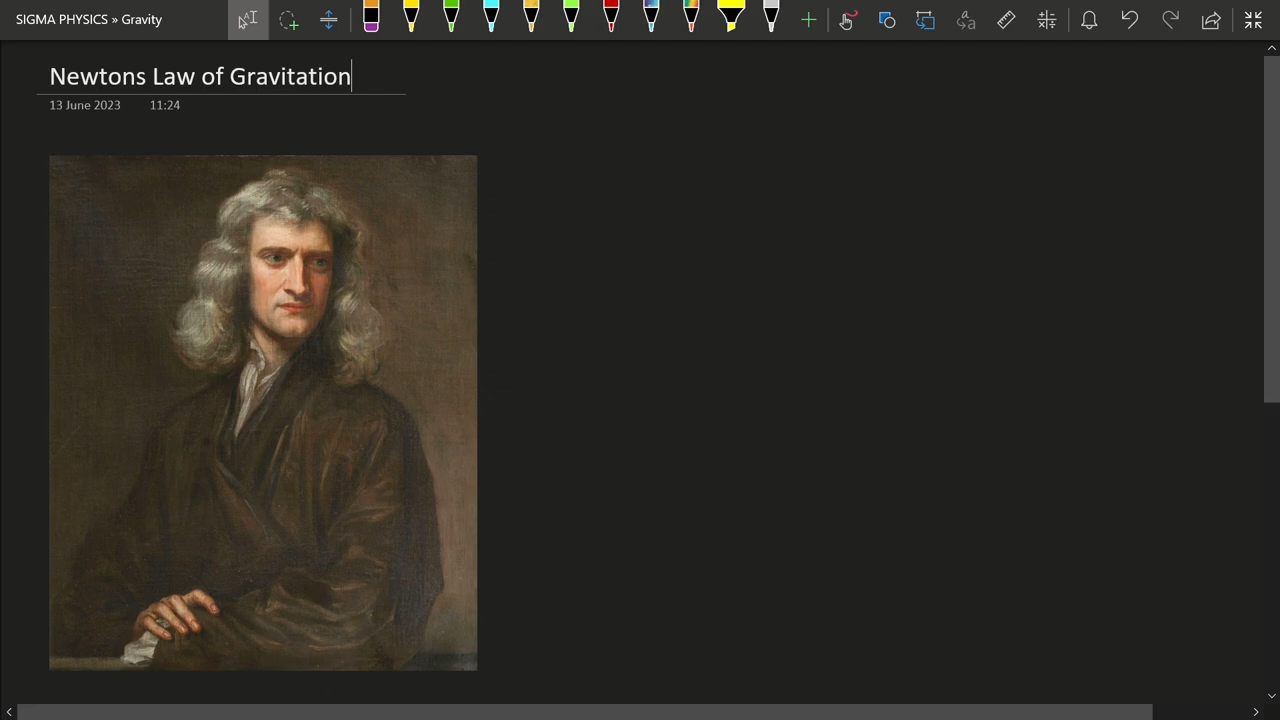 SIGMA PHYSICS » Gravity
Newtons Law of Gravitation
13 June 2023 11:24